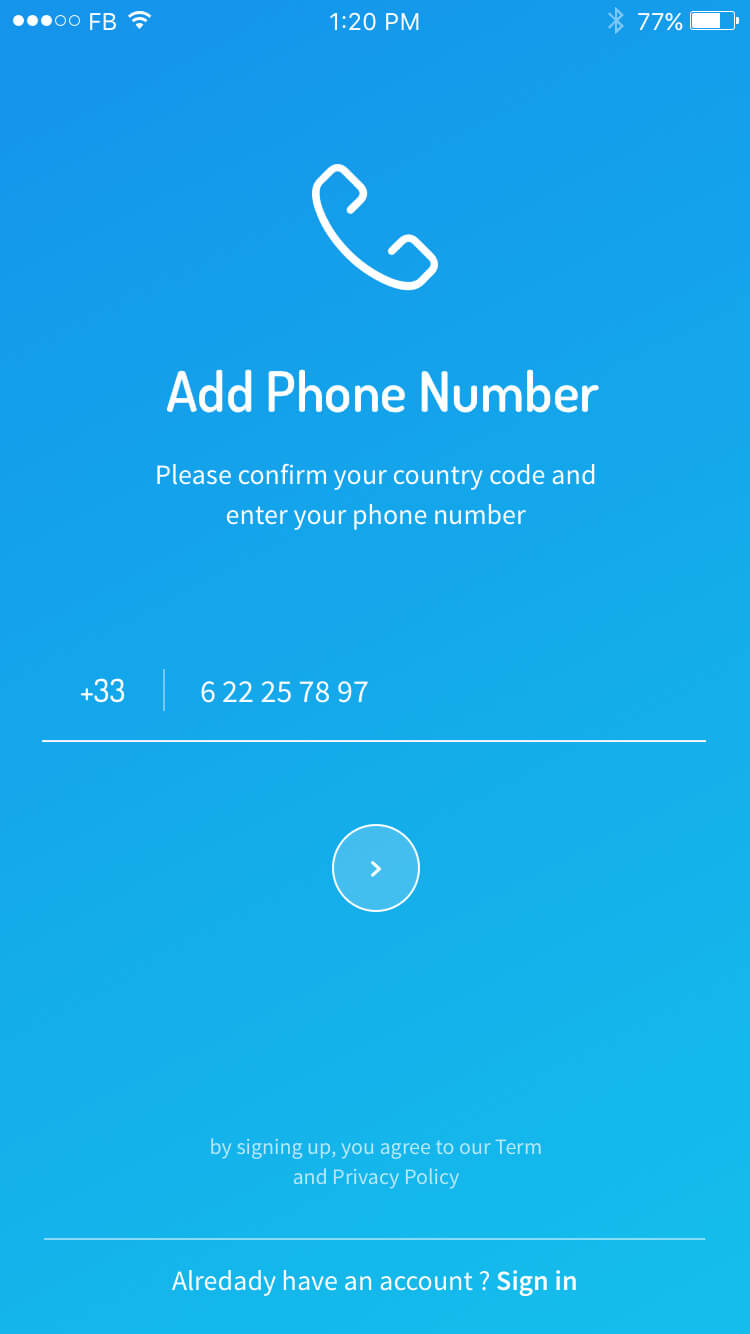 FB 1:20 PM 77%
Add Phone Number
Please confirm your country code and
enter your phone number
+33 6 22 25 78 97
by signing up, you agree to our Term
and Privacy Policy
Alredady have an account ? Sign in